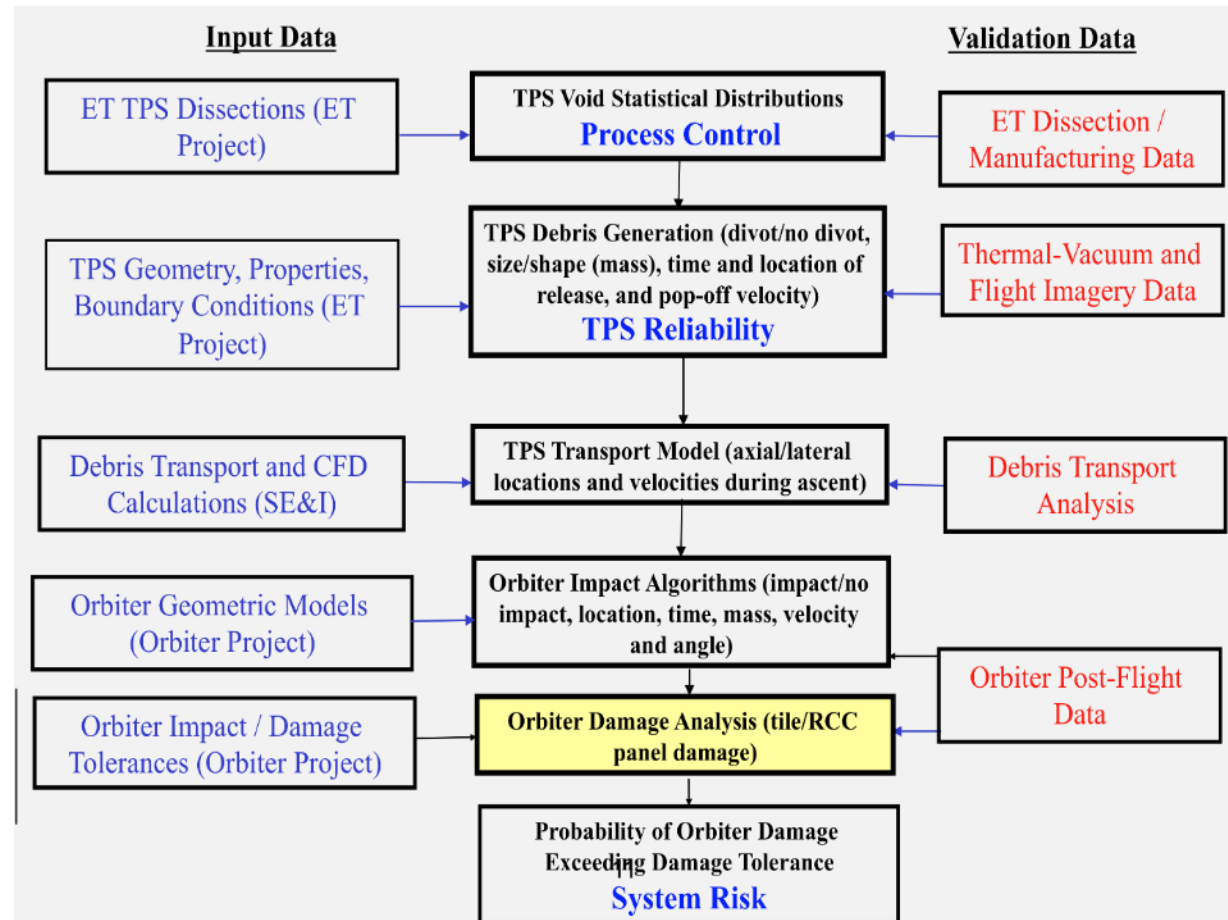 Input Data
Validation Data
ET TPS Dissections (ET
Project)
TPS Void Statistical Distributions
Process Control
ET Dissection /
Manufacturing Data
TPS Geometry, Properties,
Boundary Conditions (ET
Project)
TPS Debris Generation (divot/no divot,
size/shape (mass), time and location of
release, and pop-off velocity)
TPS Reliability
Thermal-Vacuum and
Flight Imagery Data
Debris Transport and CFD
Calculations (SE&I)
TPS Transport Model (axial/lateral
locations and velocities during ascent)
Debris Transport
Analysis
Orbiter Geometric Models
(Orbiter Project)
Orbiter Impact Algorithms (impact/no
impact, location, time, mass, velocity
and angle)
Orbiter Post-Flight
Data
Orbiter Impact / Damage
Tolerances (Orbiter Project)
Orbiter Damage Analysis (tile/RCC
panel damage)
Probability of Orbiter Damage
Exceeding Damage Tolerance
System Risk